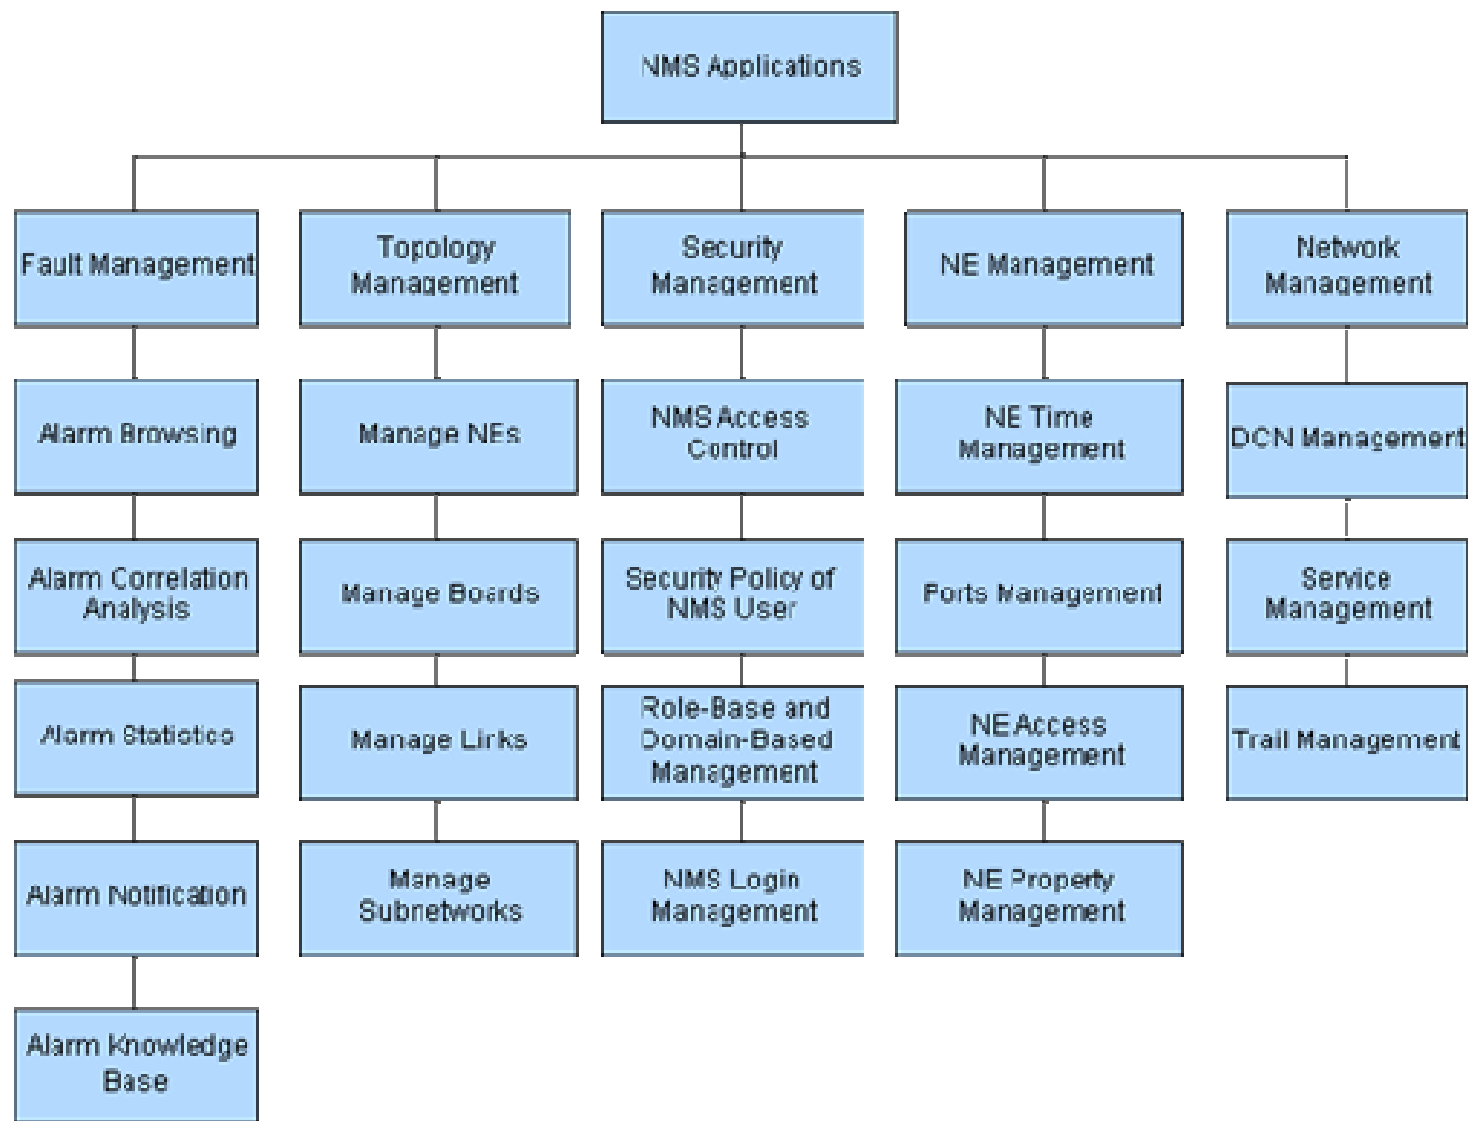 NMS Applications
Fault Management
Topology
Management
Security
Management
NE Management
Network
Management
Alarm Browsing
Manage NEs
NMS Access
Control
NE Time
Management
DCN Management
Alarm Correlation
Analysis
Manage Boards
Security Policy of
NMS User
Ports Management
Service
Management
Alarm Statistics
Manage Links
Role-Base and
Domain-Based
Management
NE Access
Management
Trail Management
Alarm Notification
Manage
Subnetworks
NMS Login
Management
NE Property
Management
Alarm Knowledge
Base